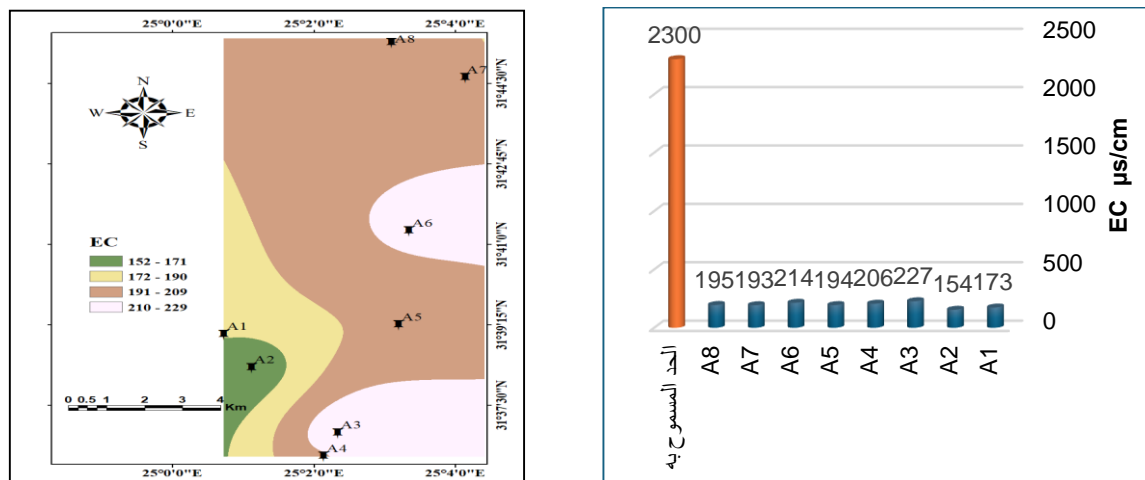 25°0'0"E 25°2'0"E 25°4'0"E
A8
A7
N
W E
S
A6
EC
152 - 171
172 - 190
191 - 209
210 - 229
A5
A1
A2
0 0.5 1 2 3 4
Km
A3
A4
31°44'30"N
31°42'45"N
31°41'0"N
31°39'15"N
31°37'30"N
25°0'0"E 25°2'0"E 25°4'0"E
2300
195 193 214 194 206 227 154 173
2500
2000
1500
1000
500
0
EC µs/cm
الحد المسموح به
A8 A7 A6 A5 A4 A3 A2 A1